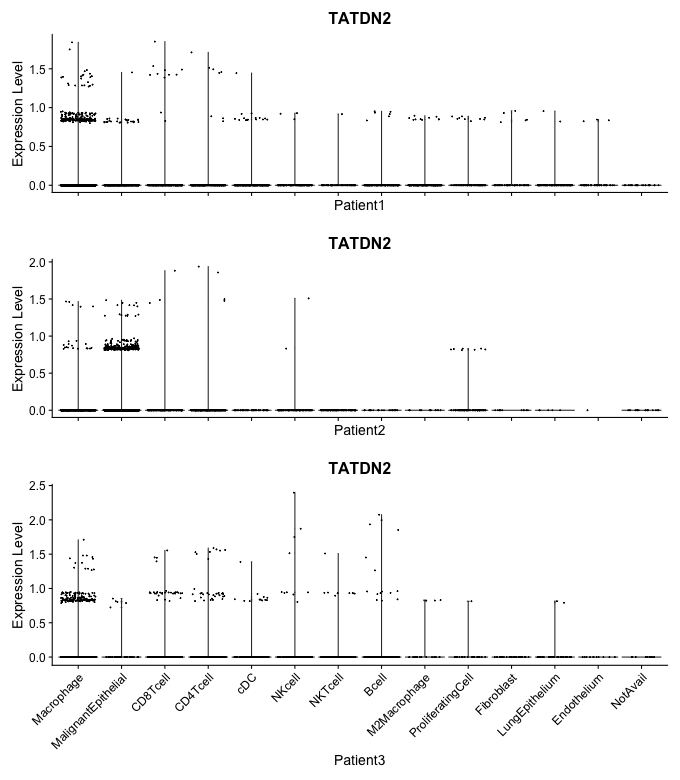 TATDN2
Expression Level
1.5
1.0
0.5
0.0
Patient1
TATDN2
Expression Level
2.0
1.5
1.0
0.5
0.0
Patient2
TATDN2
Expression Level
2.5
2.0
1.5
1.0
0.5
0.0
Macrophage
MalignantEpithelial
CD8Tcell
CD4Tcell
cDC
NKcell
NKTcell
Bcell
M2Macrophage
ProliferatingCell
Fibroblast
LungEpithelium
Endothelium
NotAvail
Patient3